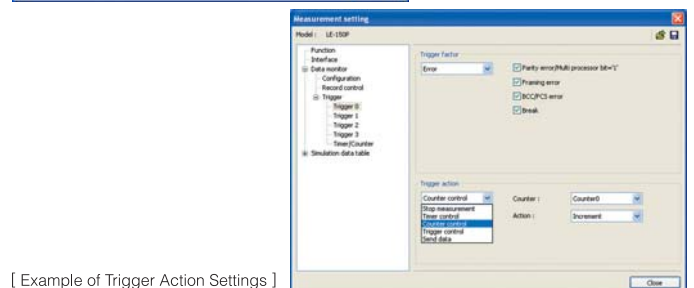 Measurement setting
Model : LE-150P
Function
Interface
Data monitor
Configuration
Record control
Trigger
Trigger 0
Trigger 1
Trigger 2
Trigger 3
Timer/Counter
Simulation data table
Trigger factor
Error
Parity error/Multi processor bit='1'
Framing error
BCC/FCS error
Break
Trigger action
Counter control
Stop measurement
Timer control
Counter control
Trigger control
Send data
Counter :
Counter0
Action :
Increment
Close
[ Example of Trigger Action Settings ]